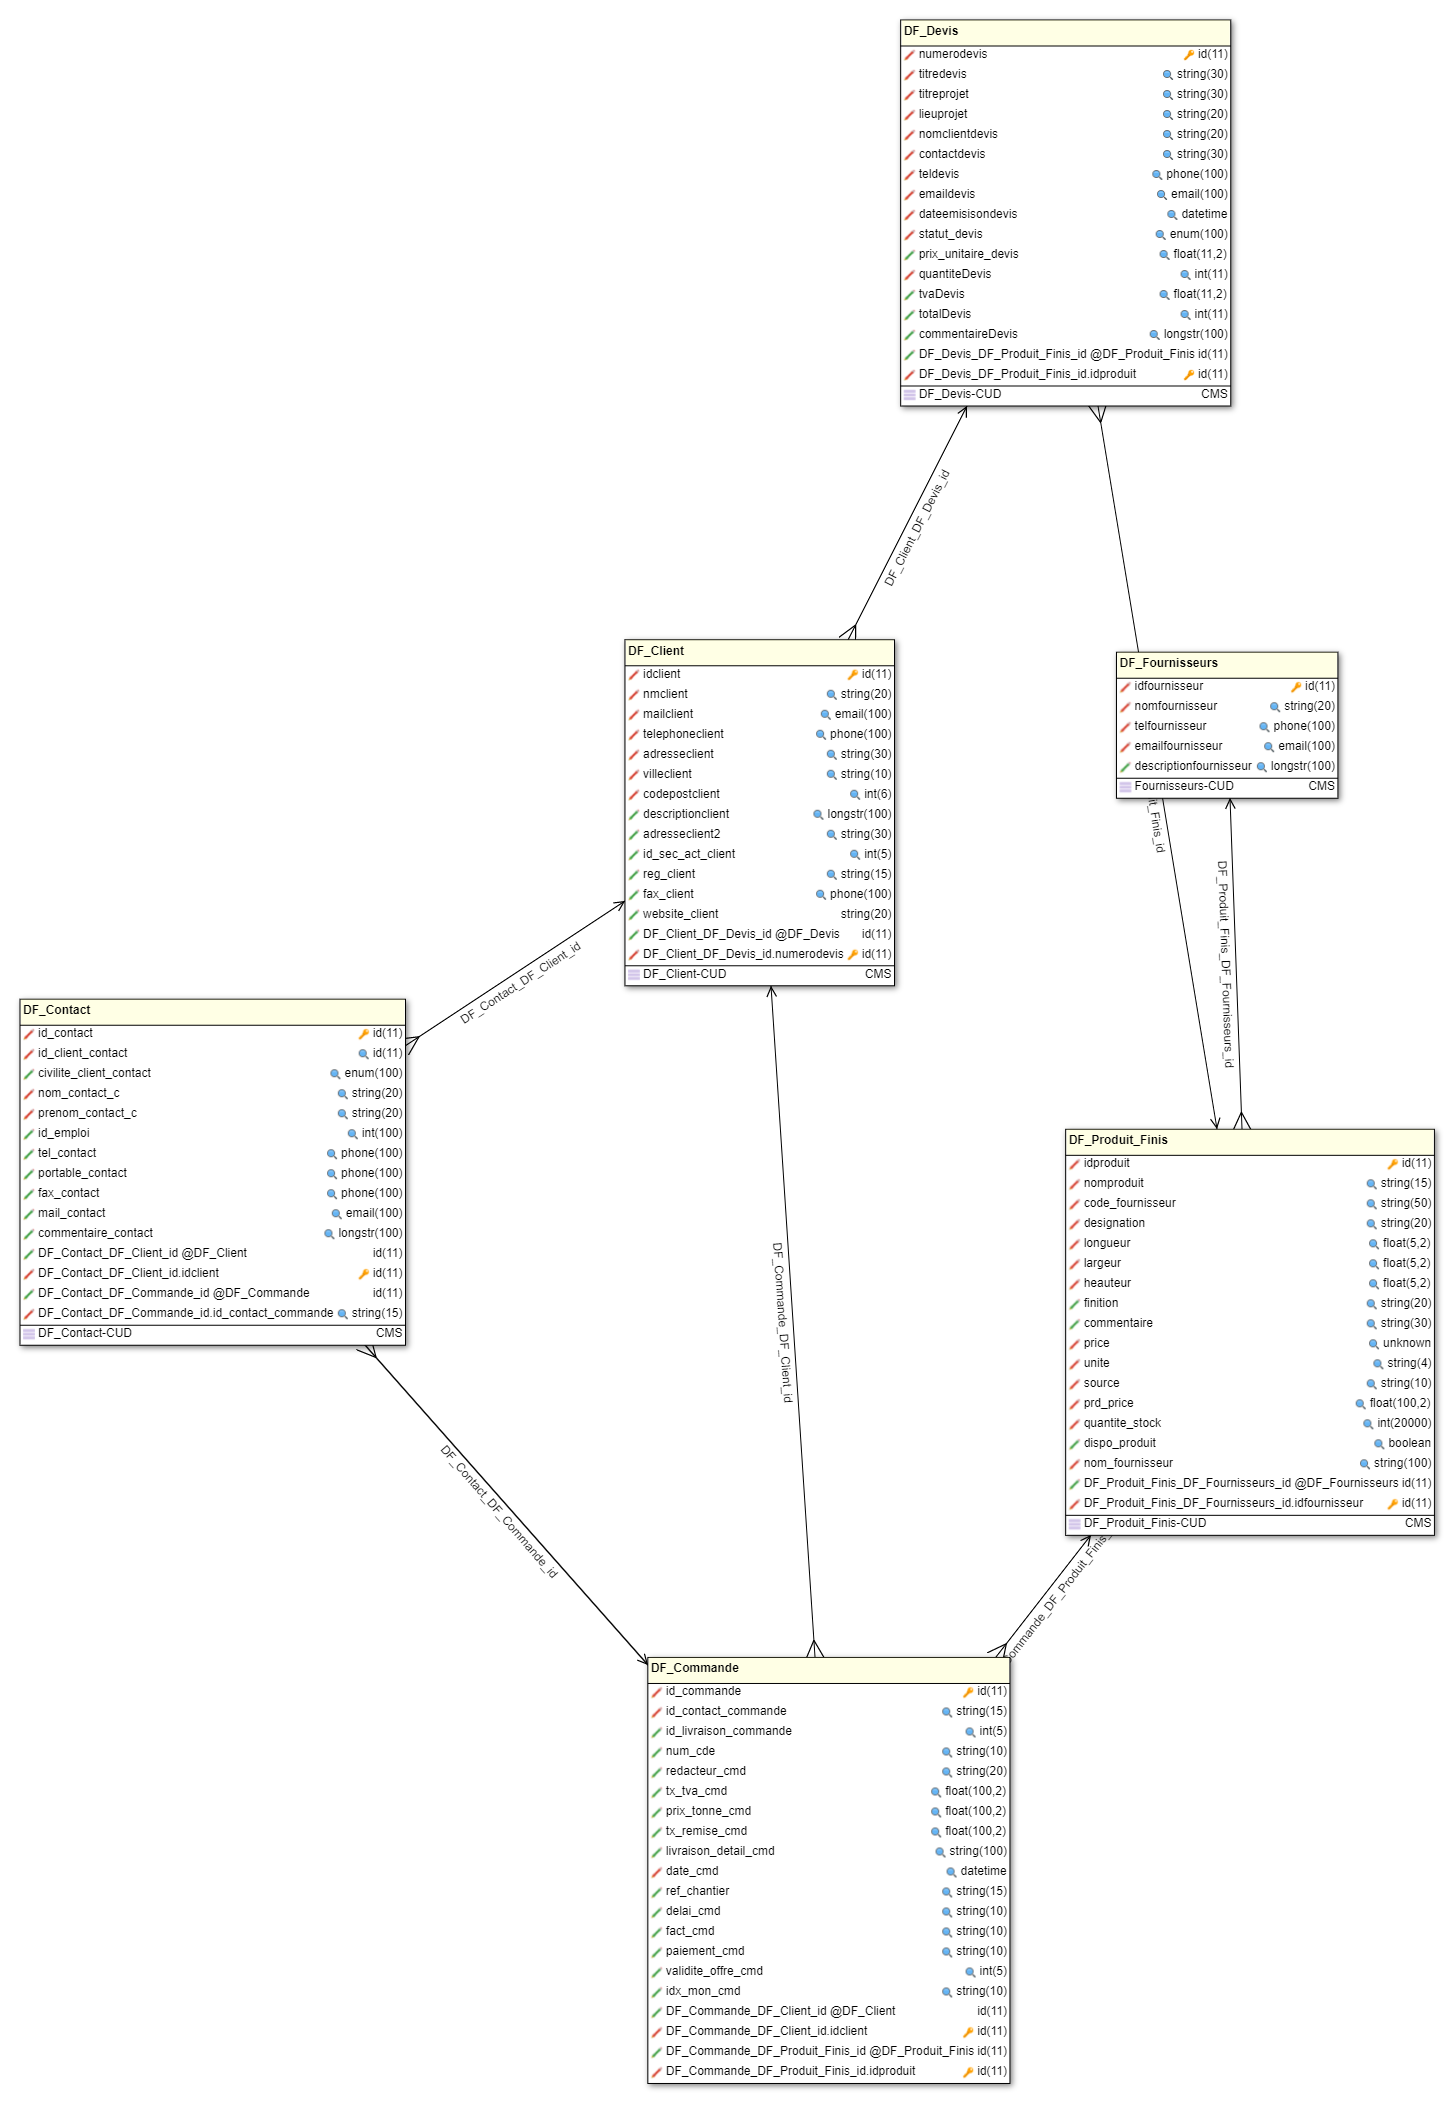 DF_Devis
numerodevis id(11)
titredevis string(30)
titreprojet string(30)
lieuprojet string(20)
nomclientdevis string(20)
contactdevis string(30)
teldevis phone(100)
emaildevis email(100)
dateemisisondevis datetime
statut_devis enum(100)
prix_unitaire_devis float(11,2)
quantiteDevis int(11)
tvaDevis float(11,2)
totalDevis int(11)
commentaireDevis longstr(100)
DF_Devis_DF_Produit_Finis_id @DF_Produit_Finis id(11)
DF_Devis_DF_Produit_Finis_id.idproduit id(11)
DF_Devis-CUD CMS
DF_Client_DF_Devis_id
DF_Client
idclient id(11)
nmclient string(20)
mailclient email(100)
telephoneclient phone(100)
adresseclient string(30)
villeclient string(10)
codepostclient int(6)
descriptionclient longstr(100)
adresseclient2 string(30)
id_sec_act_client int(5)
reg_client string(15)
fax_client phone(100)
website_client string(20)
DF_Client_DF_Devis_id @DF_Devis id(11)
DF_Client_DF_Devis_id.numerodevis id(11)
DF_Client-CUD CMS
DF_Fournisseurs
idfournisseur id(11)
nomfournisseur string(20)
telfournisseur phone(100)
emailfournisseur email(100)
descriptionfournisseur longstr(100)
Fournisseurs-CUD CMS
it_Finis_id
DF_Produit_Finis_DF_Fournisseurs_id
DF_Contact_DF_Client_id
DF_Contact
id_contact id(11)
id_client_contact id(11)
civilite_client_contact enum(100)
nom_contact_c string(20)
prenom_contact_c string(20)
id_emploi int(100)
tel_contact phone(100)
portable_contact phone(100)
fax_contact phone(100)
mail_contact email(100)
commentaire_contact longstr(100)
DF_Contact_DF_Client_id @DF_Client id(11)
DF_Contact_DF_Client_id.idclient id(11)
DF_Contact_DF_Commande_id @DF_Commande id(11)
DF_Contact_DF_Commande_id.id_contact_commande string(15)
DF_Contact-CUD CMS
DF_Commande_DF_Client_id
DF_Produit_Finis
idproduit id(11)
nomproduit string(15)
code_fournisseur string(50)
designation string(20)
longueur float(5,2)
largeur float(5,2)
heauteur float(5,2)
finition string(20)
commentaire string(30)
price unknown
unite string(4)
source string(10)
prd_price float(100,2)
quantite_stock int(20000)
dispo_produit boolean
nom_fournisseur string(100)
DF_Produit_Finis_DF_Fournisseurs_id @DF_Fournisseurs id(11)
DF_Produit_Finis_DF_Fournisseurs_id.idfournisseur id(11)
DF_Produit_Finis-CUD CMS
DF_Contact_DF_Commande_id
ommande_DF_Produit_Finis_
DF_Commande
id_commande id(11)
id_contact_commande string(15)
id_livraison_commande int(5)
num_cde string(10)
redacteur_cmd string(20)
tx_tva_cmd float(100,2)
prix_tonne_cmd float(100,2)
tx_remise_cmd float(100,2)
livraison_detail_cmd string(100)
date_cmd datetime
ref_chantier string(15)
delai_cmd string(10)
fact_cmd string(10)
paiement_cmd string(10)
validite_offre_cmd int(5)
idx_mon_cmd string(10)
DF_Commande_DF_Client_id @DF_Client id(11)
DF_Commande_DF_Client_id.idclient id(11)
DF_Commande_DF_Produit_Finis_id @DF_Produit_Finis id(11)
DF_Commande_DF_Produit_Finis_id.idproduit id(11)